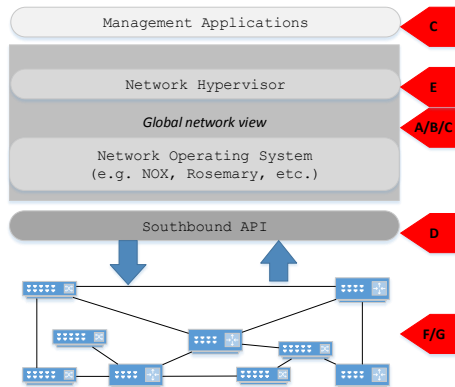 Management Applications
C
Network Hypervisor
E
Global network view
A/B/C
Network Operating System
(e.g. NOX, Rosemary, etc.)
Southbound API
D
F/G